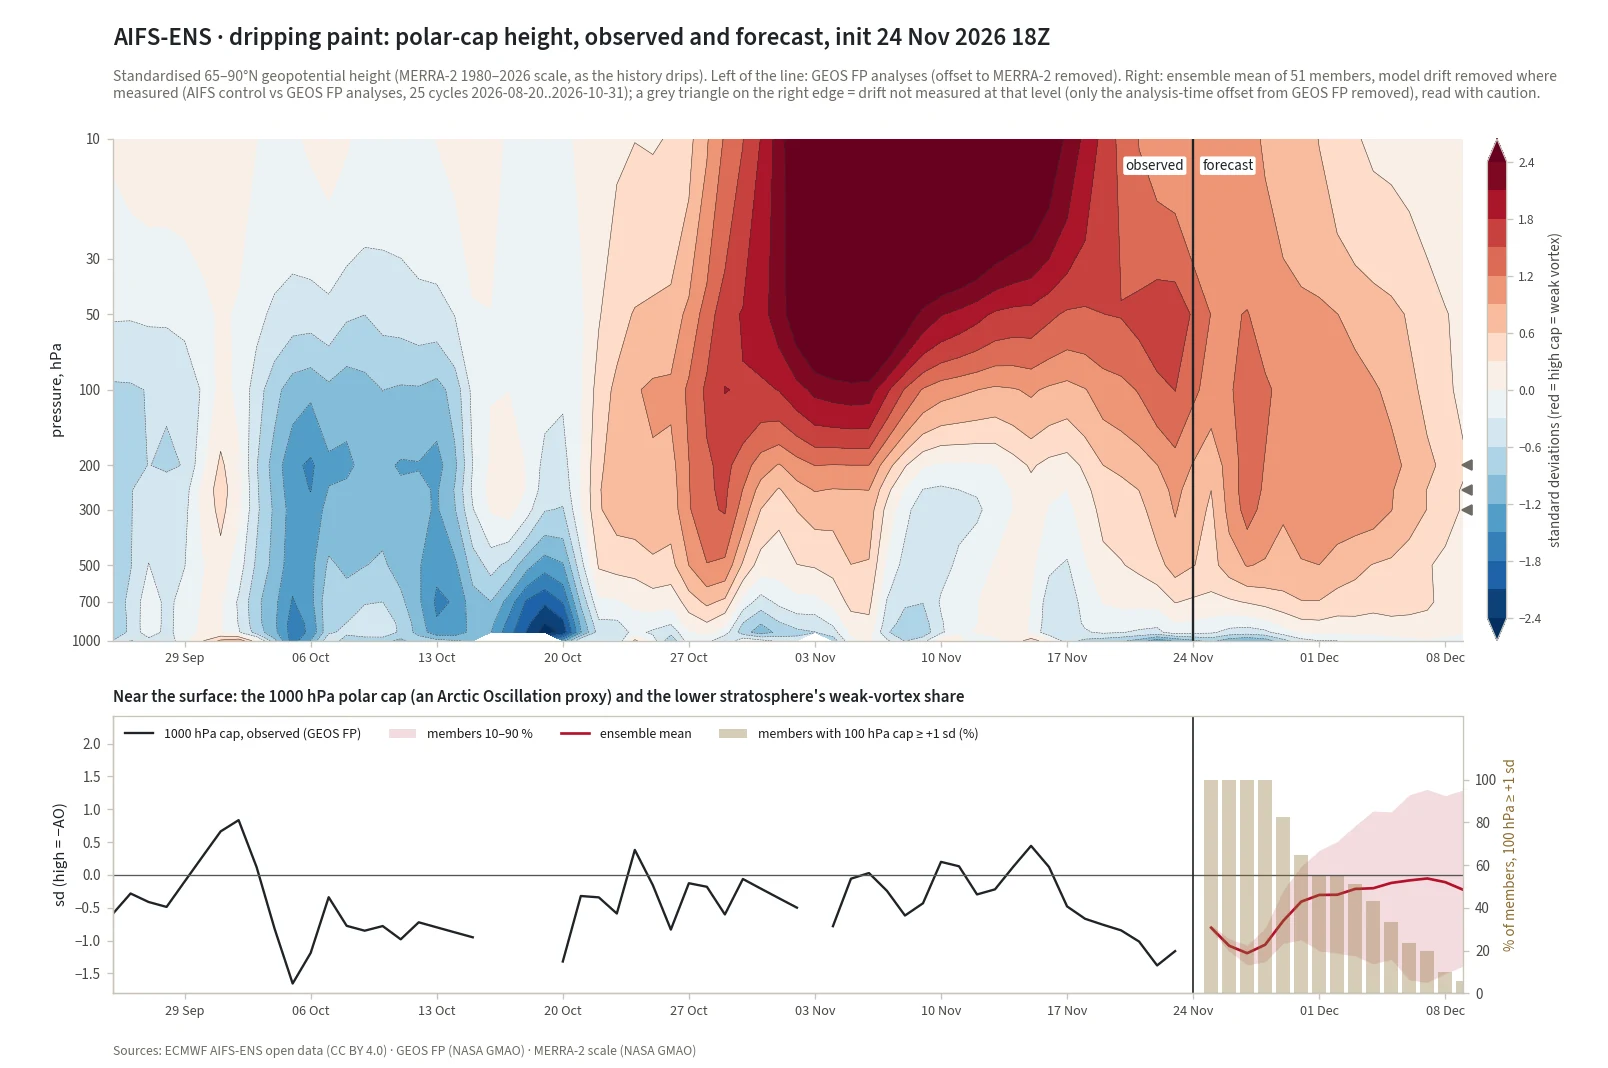 AIFS-ENS · dripping paint: polar-cap height, observed and forecast, init 24 Nov 2026 18Z
Standardised 65–90°N geopotential height (MERRA-2 1980–2026 scale, as the history drips). Left of the line: GEOS FP analyses (offset to MERRA-2 removed). Right: ensemble mean of 51 members, model drift removed where
measured (AIFS control vs GEOS FP analyses, 25 cycles 2026-08-20..2026-10-31); a grey triangle on the right edge = drift not measured at that level (only the analysis-time offset from GEOS FP removed), read with caution.
pressure, hPa
10
30
50
100
200
300
500
700
1000
observed
forecast
29 Sep
06 Oct
13 Oct
20 Oct
27 Oct
03 Nov
10 Nov
17 Nov
24 Nov
01 Dec
08 Dec
2.4
1.8
1.2
0.6
0.0
−0.6
−1.2
−1.8
−2.4
standard deviations (red = high cap = weak vortex)
Near the surface: the 1000 hPa polar cap (an Arctic Oscillation proxy) and the lower stratosphere's weak-vortex share
1000 hPa cap, observed (GEOS FP)
members 10–90 %
ensemble mean
members with 100 hPa cap ≥ +1 sd (%)
sd (high = −AO)
2.0
1.5
1.0
0.5
0.0
−0.5
−1.0
−1.5
100
80
60
40
20
0
% of members, 100 hPa ≥ +1 sd
29 Sep
06 Oct
13 Oct
20 Oct
27 Oct
03 Nov
10 Nov
17 Nov
24 Nov
01 Dec
08 Dec
Sources: ECMWF AIFS-ENS open data (CC BY 4.0) · GEOS FP (NASA GMAO) · MERRA-2 scale (NASA GMAO)